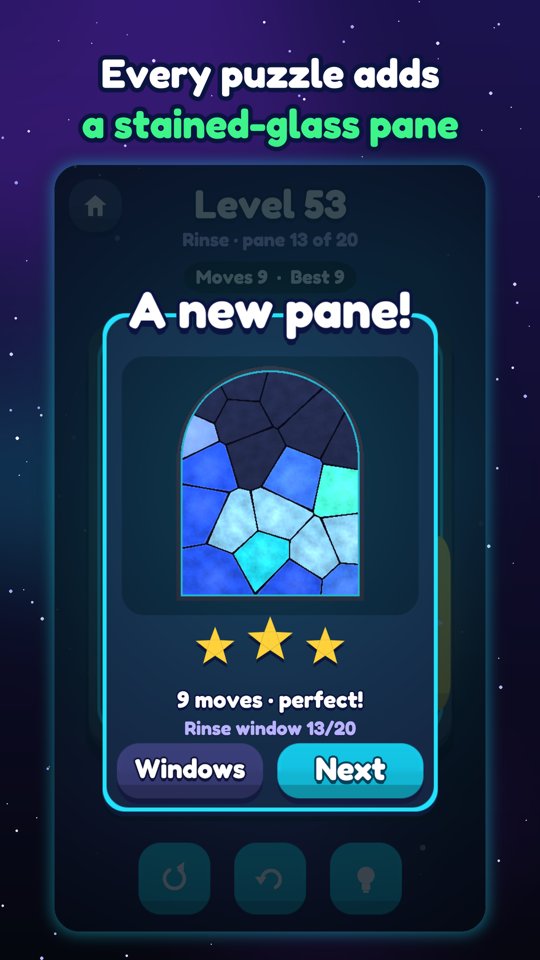 Every puzzle adds
a stained-glass pane
Level 53
Rinse · pane 13 of 20
Moves 9 · Best 9
A new pane!
9 moves · perfect!
Rinse window 13/20
Windows
Next